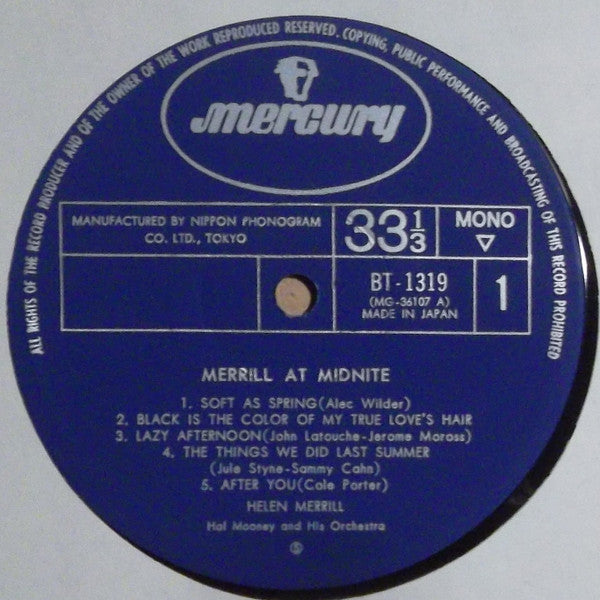 ALL RIGHTS OF THE RECORD PRODUCER AND OF THE OWNER OF THE WORK REPRODUCED RESERVED. COPYING, PUBLIC PERFORMANCE AND BROADCASTING OF THIS RECORD PROHIBITED
mercury
MANUFACTURED BY NIPPON PHONOGRAM
CO. LTD., TOKYO
33 1/3
MONO
BT-1319
(MG-36107 A)
MADE IN JAPAN
1
MERRILL AT MIDNITE
1. SOFT AS SPRING(Alec Wilder)
2. BLACK IS THE COLOR OF MY TRUE LOVE'S HAIR
3. LAZY AFTERNOON(John Latouche-Jerome Moross)
4. THE THINGS WE DID LAST SUMMER
(Jule Styne-Sammy Cahn)
5. AFTER YOU(Cole Porter)
HELEN MERRILL
Hal Mooney and His Orchestra